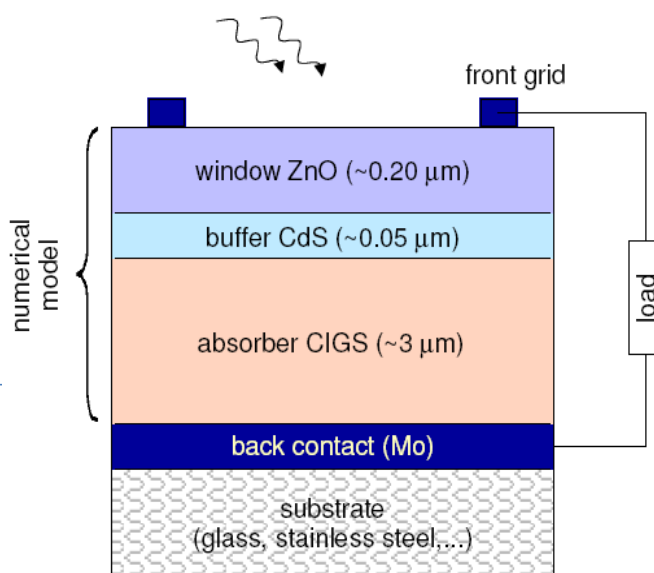 front grid
window ZnO (~0.20 μm)
buffer CdS (~0.05 μm)
numerical
model
absorber CIGS (~3 μm)
load
back contact (Mo)
substrate
(glass, stainless steel,...)